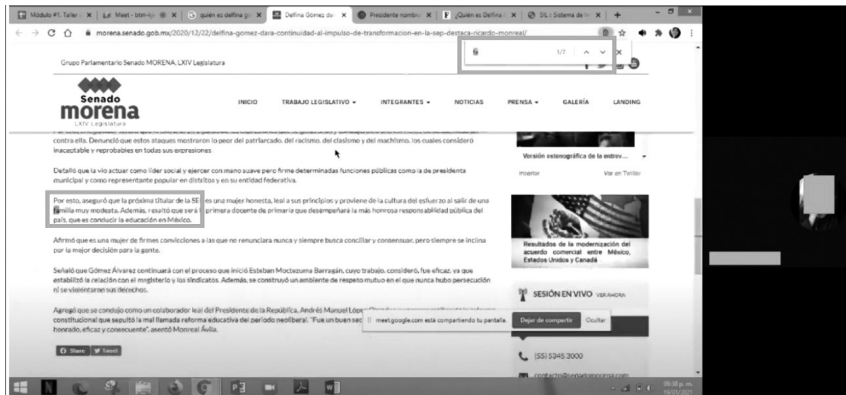 Módulo #1. Taller
Meet - btm-
quien es delfina go
Delfina Gómez da
Presidente nombra
¿Quien es Delfina
SIL : Sistema de In
morena.senado.gob.mx/2020/12/22/delfina-gomez-dara-continuidad-al-impulso-de-transformacion-en-la-sep-destaca-ricardo-monreal/
1/7
Grupo Parlamentario Senado MORENA, LXIV Legislatura
Senado
morena
LXIV Legislatura
INICIO TRABAJO LEGISLATIVO INTEGRANTES NOTICIAS PRENSA GALERÍA LANDING
contra ella. Denunció que estos ataques mostraron lo peor del patriarcado, del racismo, del clasismo y del machismo, los cuales consideró
inaceptable y reprobables en todas sus expresiones.
Detalló que la vio actuar como líder social y ejercer con mano suave pero firme determinadas funciones públicas como la de presidenta
municipal y como representante popular en distritos y en su entidad federativa.
Por esto, aseguró que la próxima titular de la SE es una mujer honesta, leal a sus principios y proviene de la cultura del esfuerzo al salir de una
familia muy modesta. Además, resaltó que será la primera docente de primaria que desempeñará la más honrosa responsabilidad pública del
país, que es conducir la educación en México.
Afirmó que es una mujer de firmes convicciones a las que no renunciara nunca y siempre busca conciliar y consensuar, pero siempre se inclina
por la mejor decisión para la gente.
Señaló que Gómez Álvarez continuará con el proceso que inició Esteban Moctezuma Barragán, cuyo trabajo, consideró, fue eficaz, ya que
estabilizó la relación con el magisterio y los sindicatos. Además, se construyó un ambiente de respeto mutuo en el que nunca hubo persecución
ni se violentaron sus derechos.
Agregó que se condujo como un colaborador leal del Presidente de la República, Andrés Manuel López
constitucional que sepultó la mal llamada reforma educativa del periodo neoliberal. "Fue un buen sec
honrado, eficaz y consecuente", asentó Monreal Ávila.
Share Tweet
Versión estenográfica de la entrev...
Insertar Ver en Twitter
Resultados de la modernización del
acuerdo comercial entre México,
Estados Unidos y Canadá
SESIÓN EN VIVO VER AHORA
meet.google.com está compartiendo tu pantalla. Dejar de compartir Ocultar
(55) 5345 3000